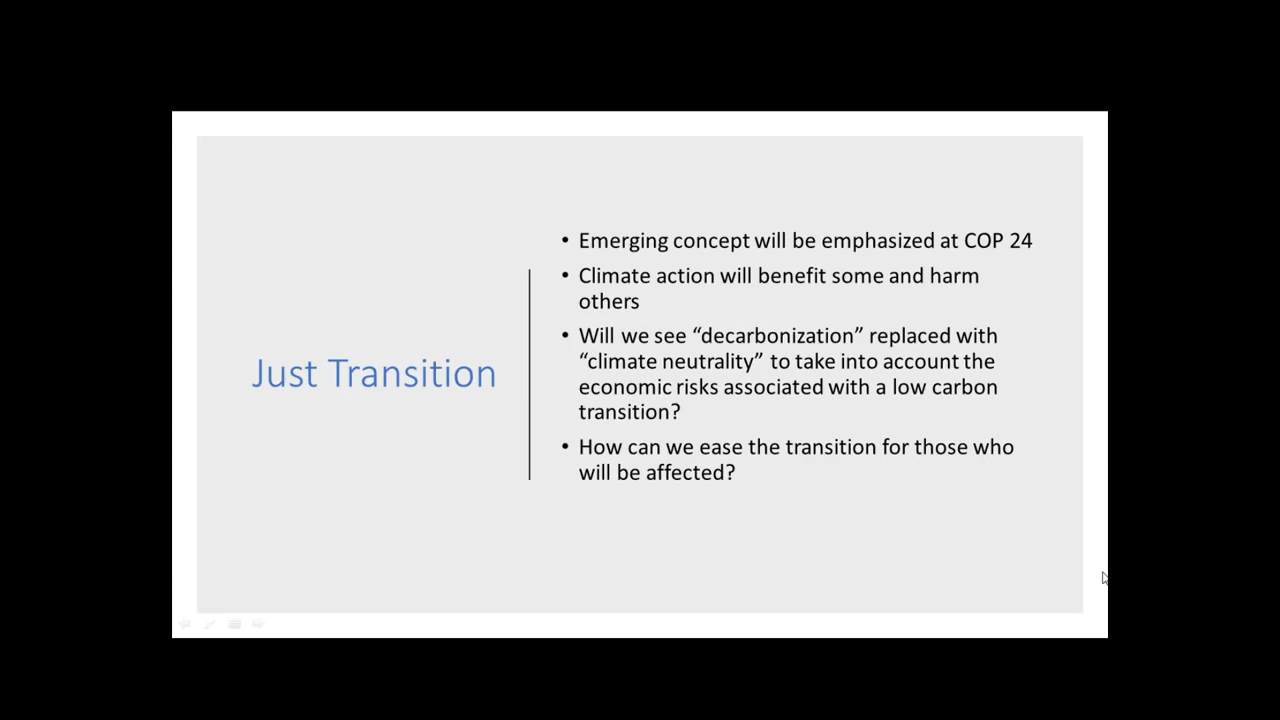 Just Transition
• Emerging concept will be emphasized at COP 24
• Climate action will benefit some and harm
others
• Will we see “decarbonization” replaced with
“climate neutrality” to take into account the
economic risks associated with a low carbon
transition?
• How can we ease the transition for those who
will be affected?